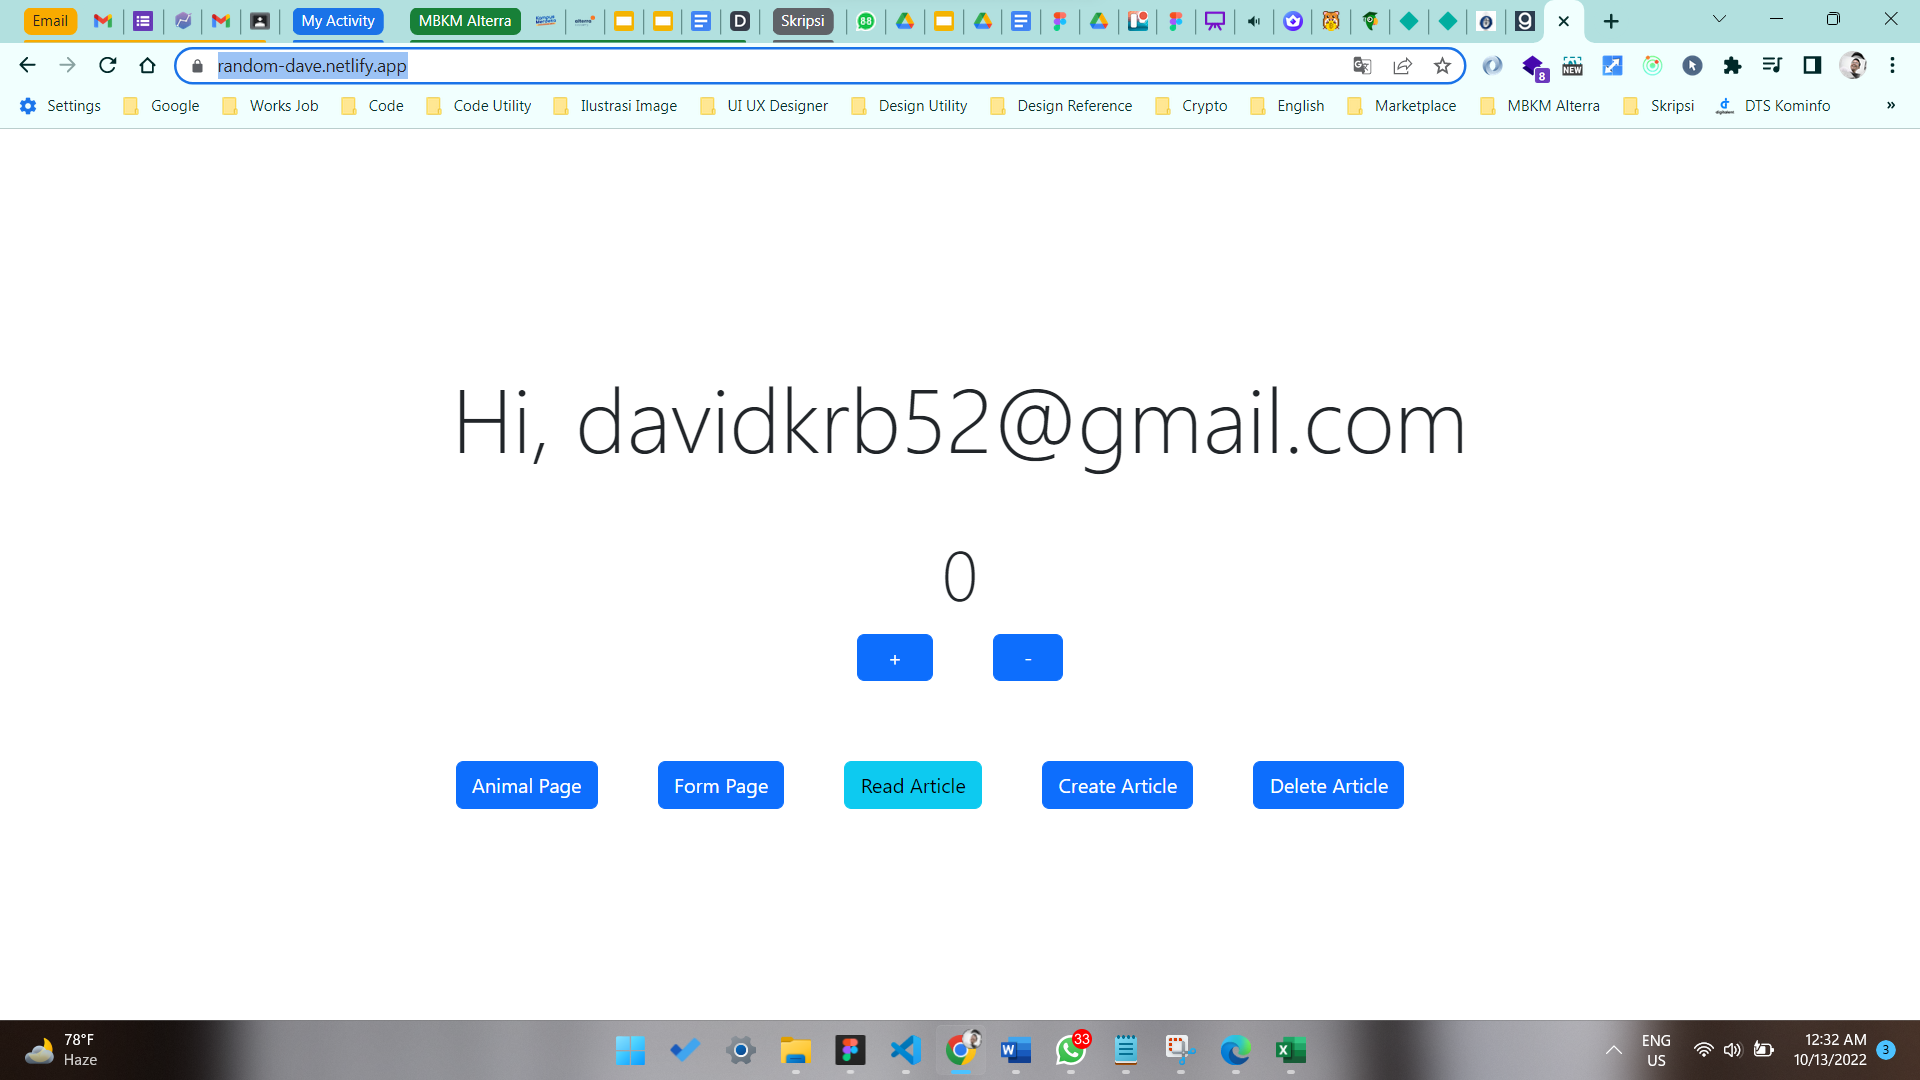 Email
My Activity
MBKM Alterra
Skripsi
random-dave.netlify.app
8
NEW
Settings
Google
Works Job
Code
Code Utility
Ilustrasi Image
UI UX Designer
Design Utility
Design Reference
Crypto
English
Marketplace
MBKM Alterra
Skripsi
DTS Kominfo
»
Hi, davidkrb52@gmail.com
0
+ -
Animal Page
Form Page
Read Article
Create Article
Delete Article
78°F
Haze
33
ENG
US
12:32 AM
10/13/2022
3